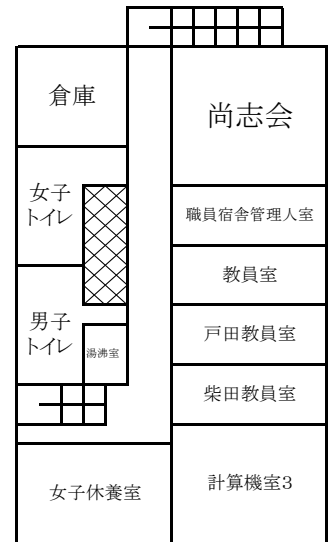 倉庫
尚志会
女子
トイレ
職員宿舎管理人室
教員室
男子
トイレ
湯沸室
戸田教員室
柴田教員室
女子休養室
計算機室3